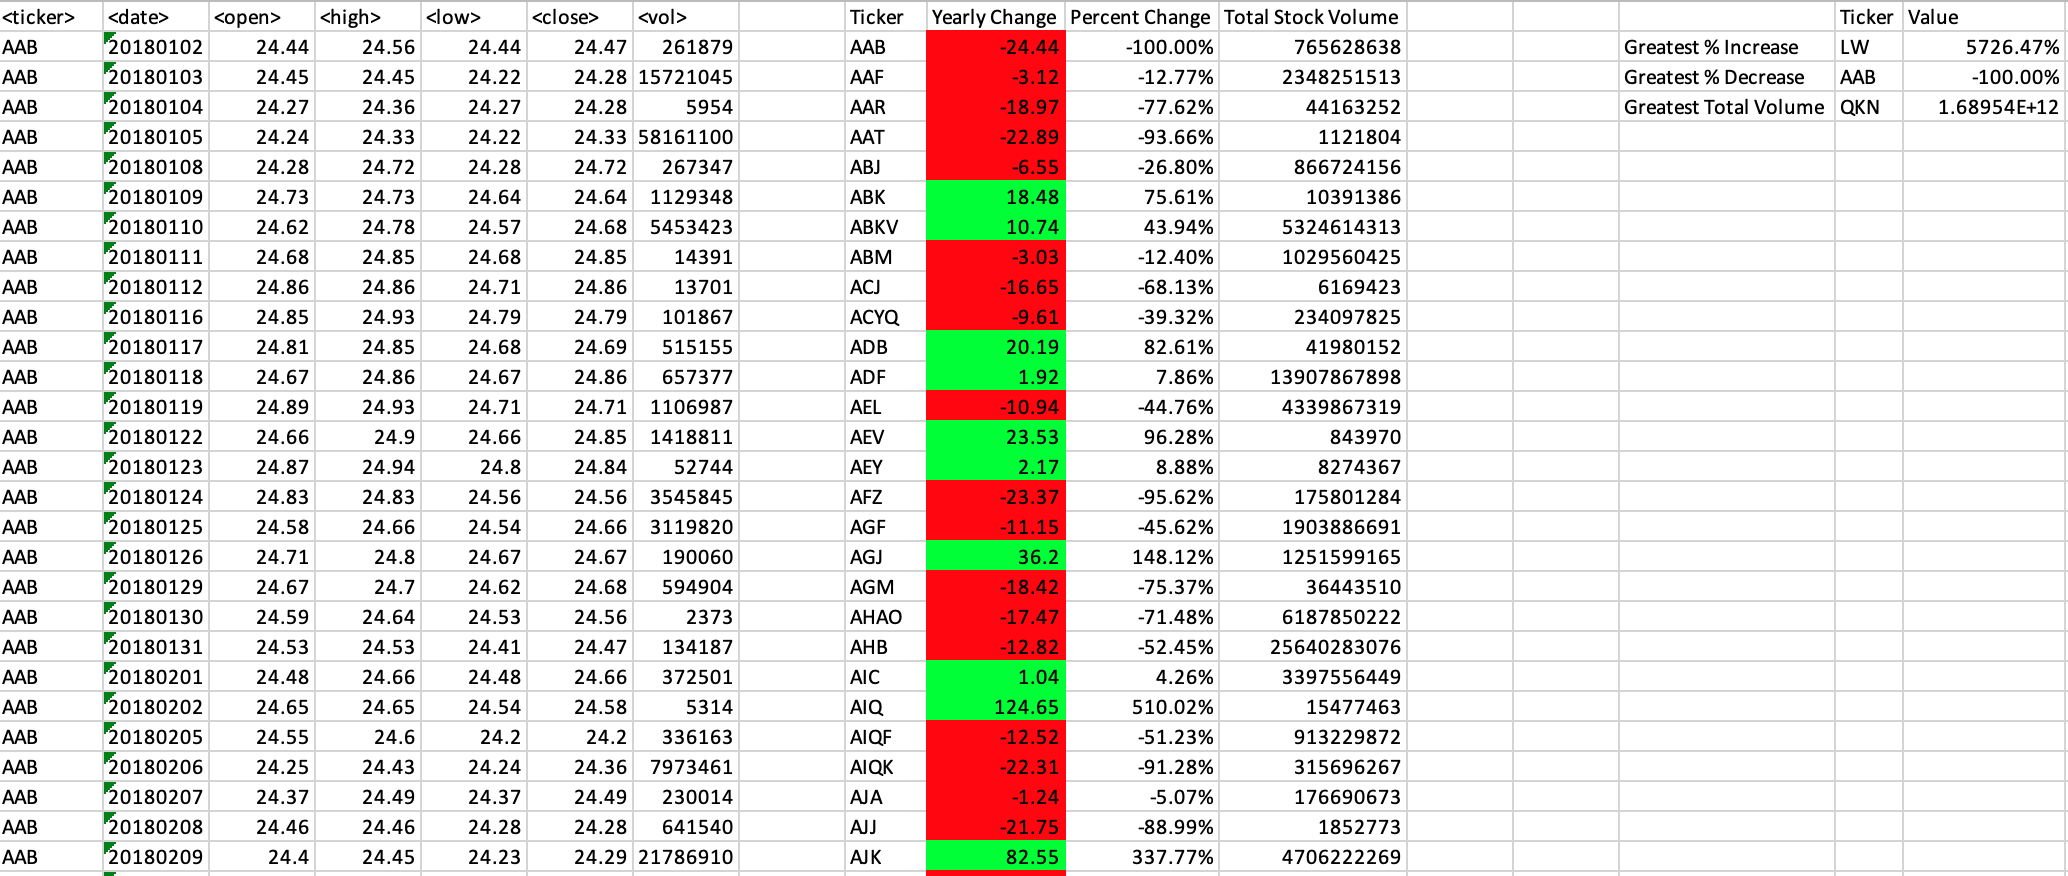 <ticker> <date> <open> <high> <low> <close> <vol> Ticker Yearly Change Percent Change Total Stock Volume Ticker Value
AAB 20180102 24.44 24.56 24.44 24.47 261879 AAB -24.44 -100.00% 765628638 Greatest % Increase LW 5726.47%
AAB 20180103 24.45 24.45 24.22 24.28 15721045 AAF -3.12 -12.77% 2348251513 Greatest % Decrease AAB -100.00%
AAB 20180104 24.27 24.36 24.27 24.28 5954 AAR -18.97 -77.62% 44163252 Greatest Total Volume QKN 1.68954E+12
AAB 20180105 24.24 24.33 24.22 24.33 58161100 AAT -22.89 -93.66% 1121804
AAB 20180108 24.28 24.72 24.28 24.72 267347 ABJ -6.55 -26.80% 866724156
AAB 20180109 24.73 24.73 24.64 24.64 1129348 ABK 18.48 75.61% 10391386
AAB 20180110 24.62 24.78 24.57 24.68 5453423 ABKV 10.74 43.94% 5324614313
AAB 20180111 24.68 24.85 24.68 24.85 14391 ABM -3.03 -12.40% 1029560425
AAB 20180112 24.86 24.86 24.71 24.86 13701 ACJ -16.65 -68.13% 6169423
AAB 20180116 24.85 24.93 24.79 24.79 101867 ACYQ -9.61 -39.32% 234097825
AAB 20180117 24.81 24.85 24.68 24.69 515155 ADB 20.19 82.61% 41980152
AAB 20180118 24.67 24.86 24.67 24.86 657377 ADF 1.92 7.86% 13907867898
AAB 20180119 24.89 24.93 24.71 24.71 1106987 AEL -10.94 -44.76% 4339867319
AAB 20180122 24.66 24.9 24.66 24.85 1418811 AEV 23.53 96.28% 843970
AAB 20180123 24.87 24.94 24.8 24.84 52744 AEY 2.17 8.88% 8274367
AAB 20180124 24.83 24.83 24.56 24.56 3545845 AFZ -23.37 -95.62% 175801284
AAB 20180125 24.58 24.66 24.54 24.66 3119820 AGF -11.15 -45.62% 1903886691
AAB 20180126 24.71 24.8 24.67 24.67 190060 AGJ 36.2 148.12% 1251599165
AAB 20180129 24.67 24.7 24.62 24.68 594904 AGM -18.42 -75.37% 36443510
AAB 20180130 24.59 24.64 24.53 24.56 2373 AHAO -17.47 -71.48% 6187850222
AAB 20180131 24.53 24.53 24.41 24.47 134187 AHB -12.82 -52.45% 25640283076
AAB 20180201 24.48 24.66 24.48 24.66 372501 AIC 1.04 4.26% 3397556449
AAB 20180202 24.65 24.65 24.54 24.58 5314 AIQ 124.65 510.02% 15477463
AAB 20180205 24.55 24.6 24.2 24.2 336163 AIQF -12.52 -51.23% 913229872
AAB 20180206 24.25 24.43 24.24 24.36 7973461 AIQK -22.31 -91.28% 315696267
AAB 20180207 24.37 24.49 24.37 24.49 230014 AJA -1.24 -5.07% 176690673
AAB 20180208 24.46 24.46 24.28 24.28 641540 AJJ -21.75 -88.99% 1852773
AAB 20180209 24.4 24.45 24.23 24.29 21786910 AJK 82.55 337.77% 4706222269